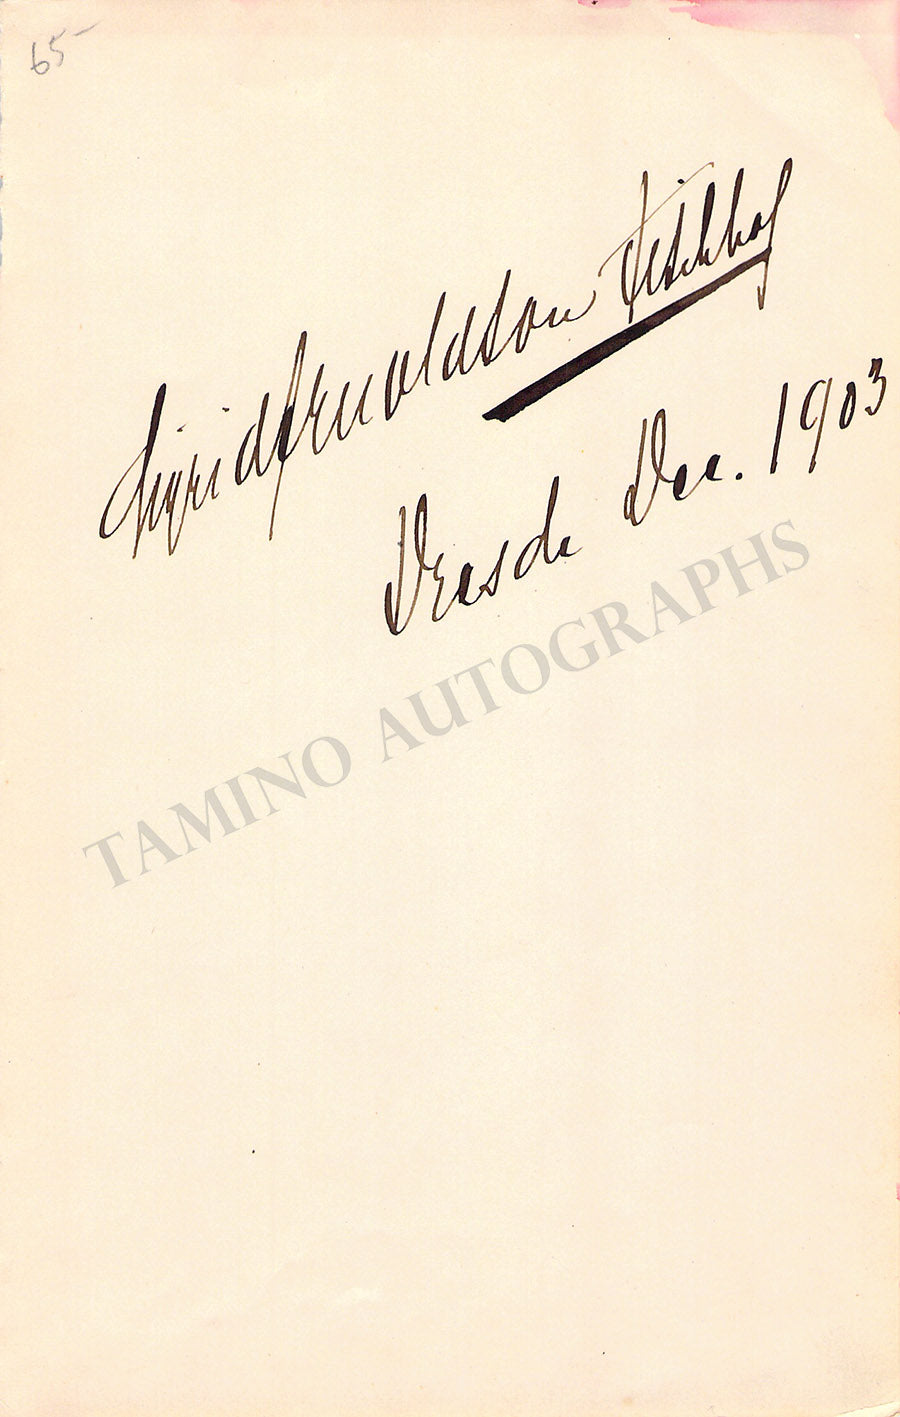 65-
Sigrid Arnoldson Fischhof
Dresde Dec. 1903
TAMINO AUTOGRAPHS